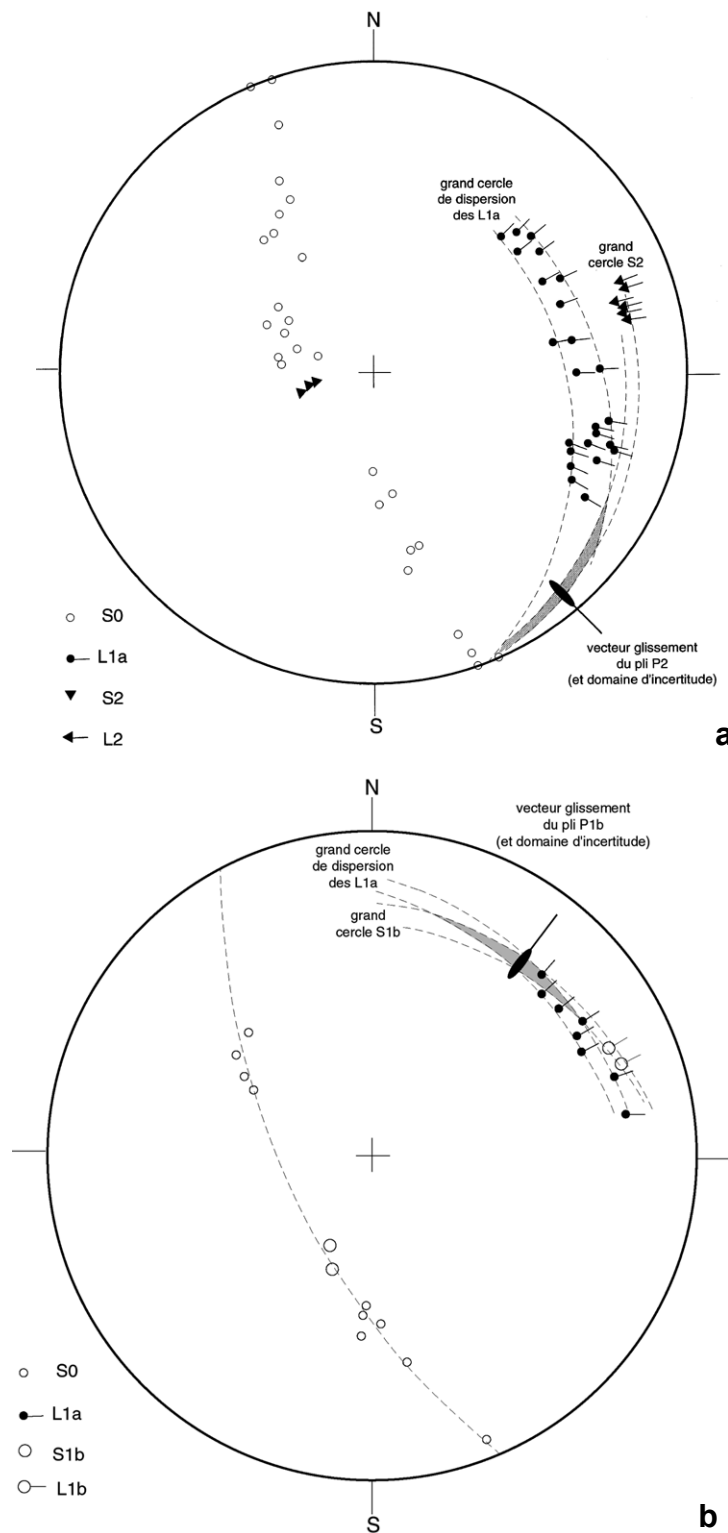 N
grand cercle
de dispersion
des L1a
grand
cercle S2
S0
L1a
S2
L2
vecteur glissement
du pli P2
(et domaine d'incertitude)
S
a
N
vecteur glissement
du pli P1b
(et domaine d'incertitude)
grand cercle
de dispersion
des L1a
grand
cercle S1b
S0
L1a
S1b
L1b
S
b